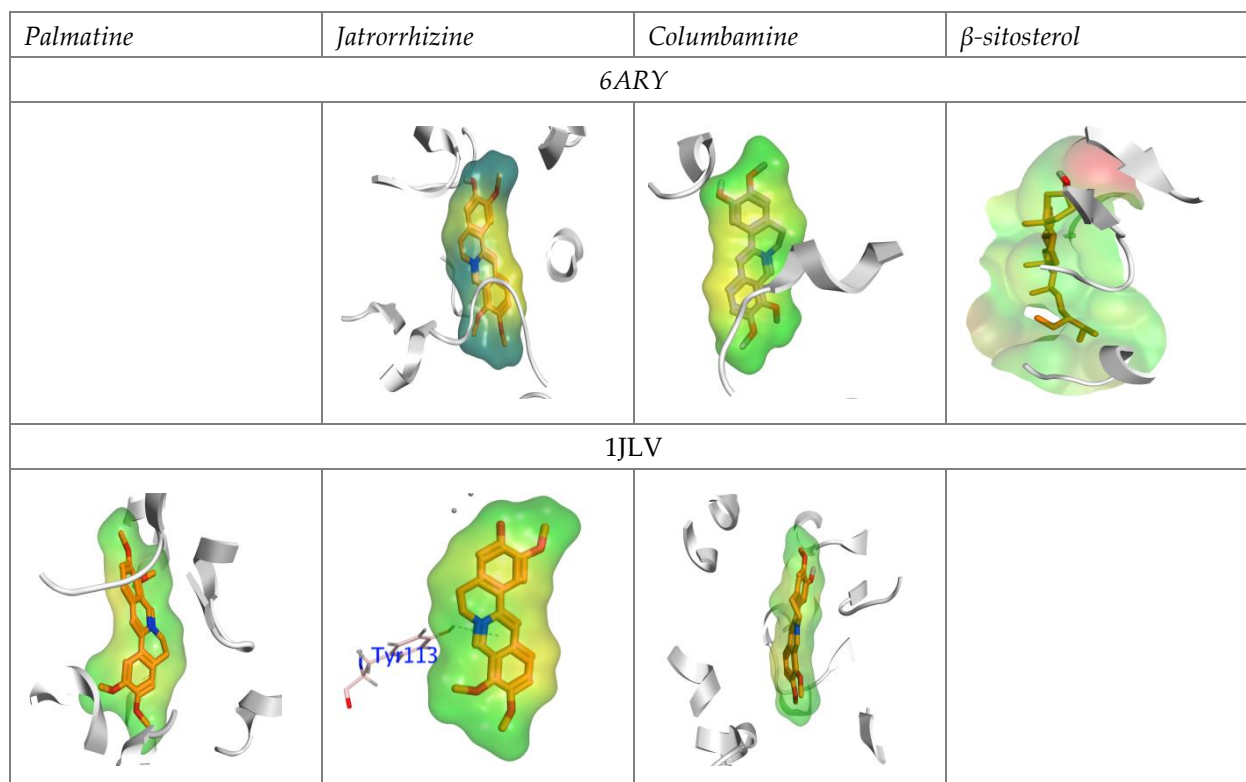 Palmatine
Jatrorrhizine
Columbamine
β-sitosterol
6ARY
1JLV
Tyr113